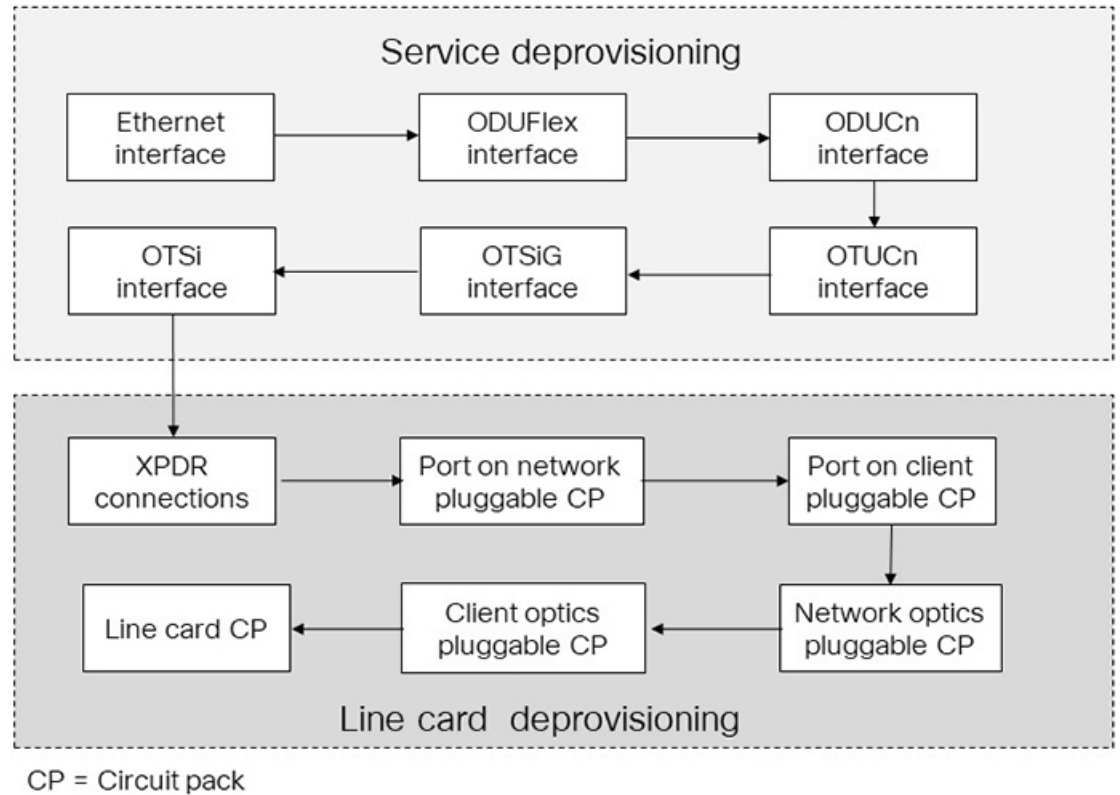 Service deprovisioning
Ethernet
interface
ODUFlex
interface
ODUCn
interface
OTSi
interface
OTSiG
interface
OTUCn
interface
XPDR
connections
Port on network
pluggable CP
Port on client
pluggable CP
Line card CP
Client optics
pluggable CP
Network optics
pluggable CP
Line card deprovisioning
CP = Circuit pack